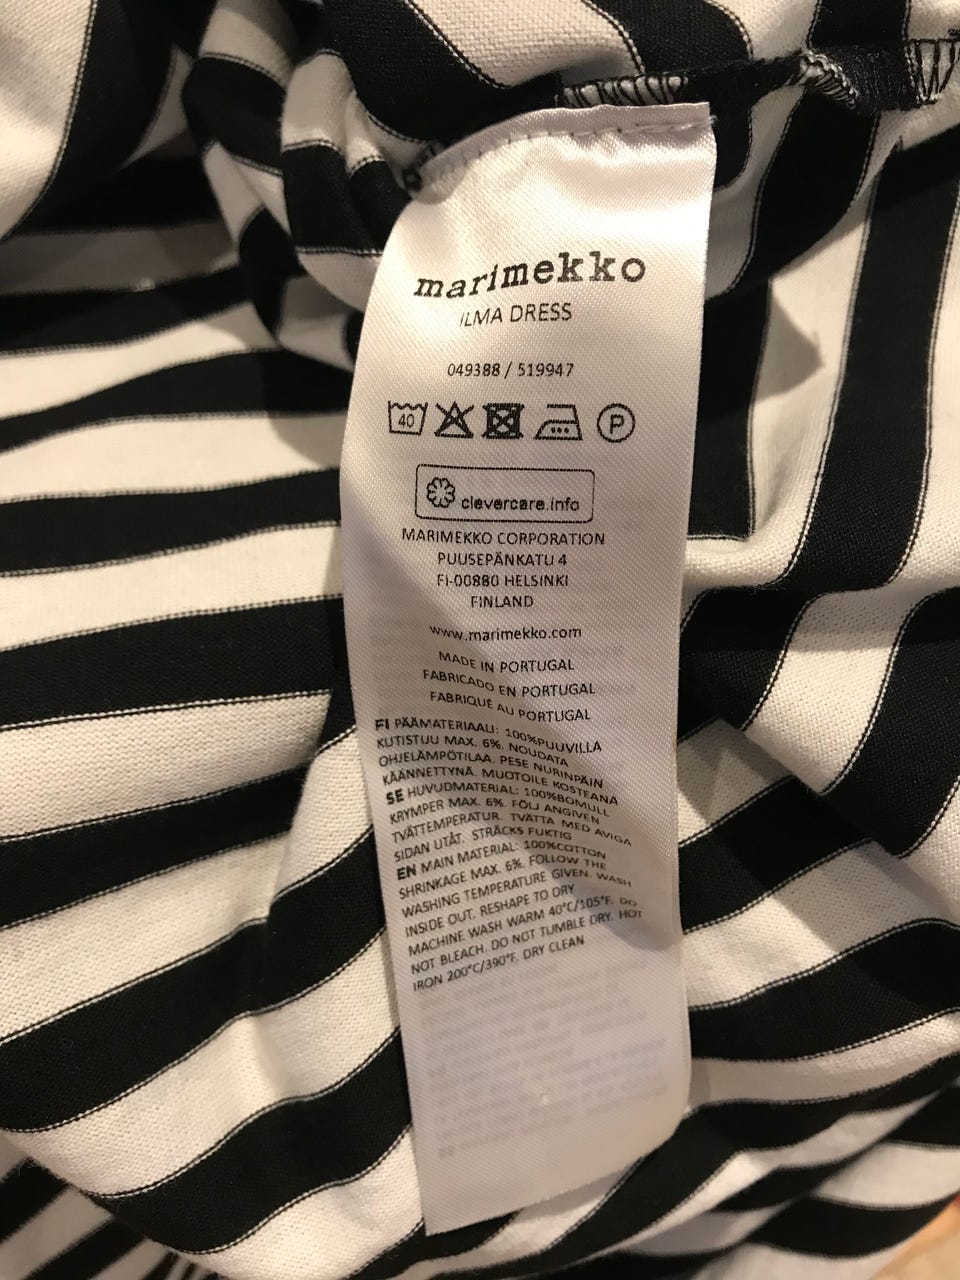 marimekko
ILMA DRESS
049388 / 519947
40 P
clevercare.info
MARIMEKKO CORPORATION
PUUSEPÄNKATU 4
FI-00880 HELSINKI
FINLAND
www.marimekko.com
MADE IN PORTUGAL
FABRICADO EN PORTUGAL
FABRIQUÉ AU PORTUGAL
FI PÄÄMATERIAALI: 100%PUUVILLA
KUTISTUU MAX. 6%. NOUDATA
OHJELÄMPÖTILAA. PESE NURINPÄIN
KÄÄNNETTYNÄ. MUOTOILE KOSTEANA
SE HUVUDMATERIAL: 100%BOMULL
KRYMPER MAX. 6%. FÖLJ ANGIVEN
TVÄTTEMPERATUR. TVÄTTA MED AVIGA
SIDAN UTÅT. STRÄCKS FUKTIG
EN MAIN MATERIAL: 100%COTTON
SHRINKAGE MAX. 6%. FOLLOW THE
WASHING TEMPERATURE GIVEN. WASH
INSIDE OUT. RESHAPE TO DRY
MACHINE WASH WARM 40°C/105°F. DO
NOT BLEACH. DO NOT TUMBLE DRY. HOT
IRON 200°C/390°F. DRY CLEAN